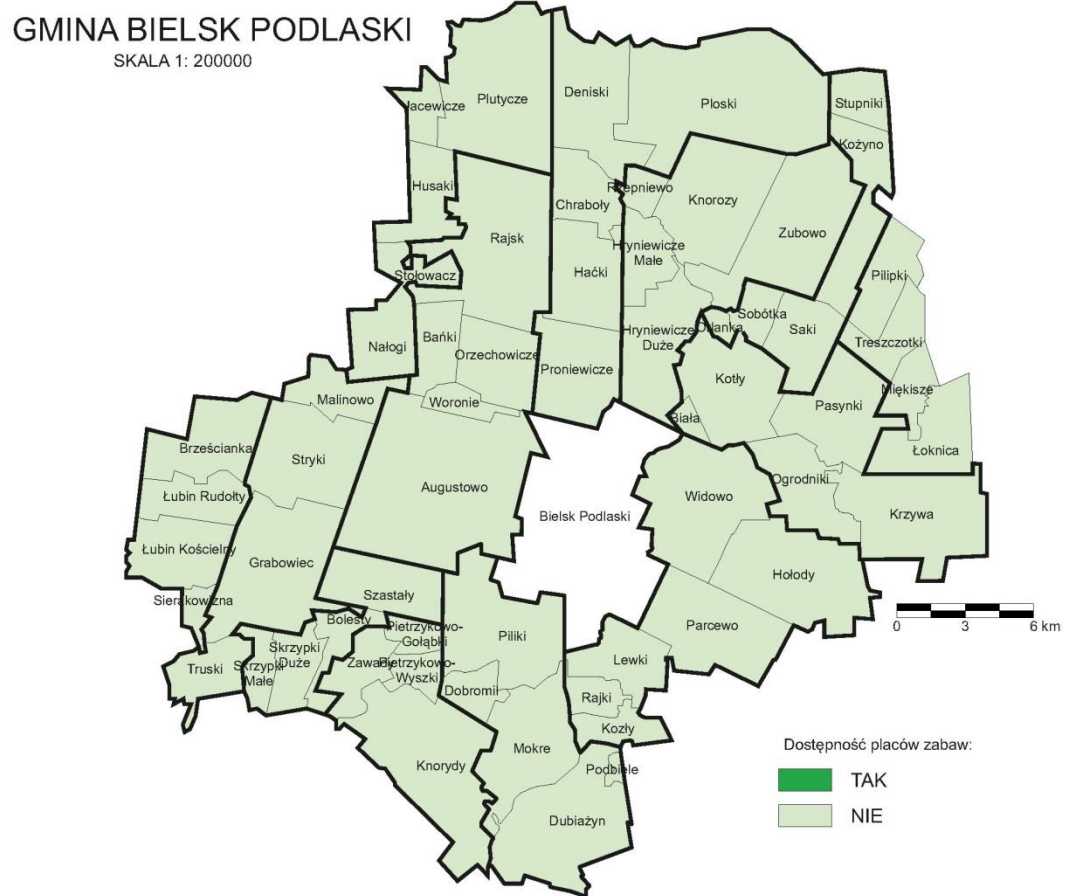 GMINA BIELSK PODLASKI
SKALA 1: 200000
Jacewicze
Plutycze
Deniski
Ploski
Stupniki
Kożyno
Husaki
Rzepniewo
Chraboły
Knorozy
Zubowo
Rajsk
Hryniewicze
Małe
Stołowacz
Haćki
Pilipki
Nałogi
Bańki
Orzechowicze
Proniewicze
Hryniewicze
Duże
Orlanka
Sobótka
Saki
Treszczotki
Malinowo
Woronie
Kotły
Biała
Pasynki
Miękisze
Brześcianka
Stryki
Łoknica
Łubin Rudołty
Augustowo
Bielsk Podlaski
Widowo
Ogrodniki
Krzywa
Łubin Kościelny
Grabowiec
Hołody
Sierakowizna
Szastały
Parcewo
0 3 6 km
Bolesty
Pietrzykowo-
Gołąbki
Piliki
Truski
Skrzypki
Duże
Skrzypki
Małe
Zawady
Pietrzykowo-
Wyszki
Dobromil
Lewki
Rajki
Kozły
Knorydy
Mokre
Podbiele
Dubiażyn
Dostępność placów zabaw:
TAK
NIE